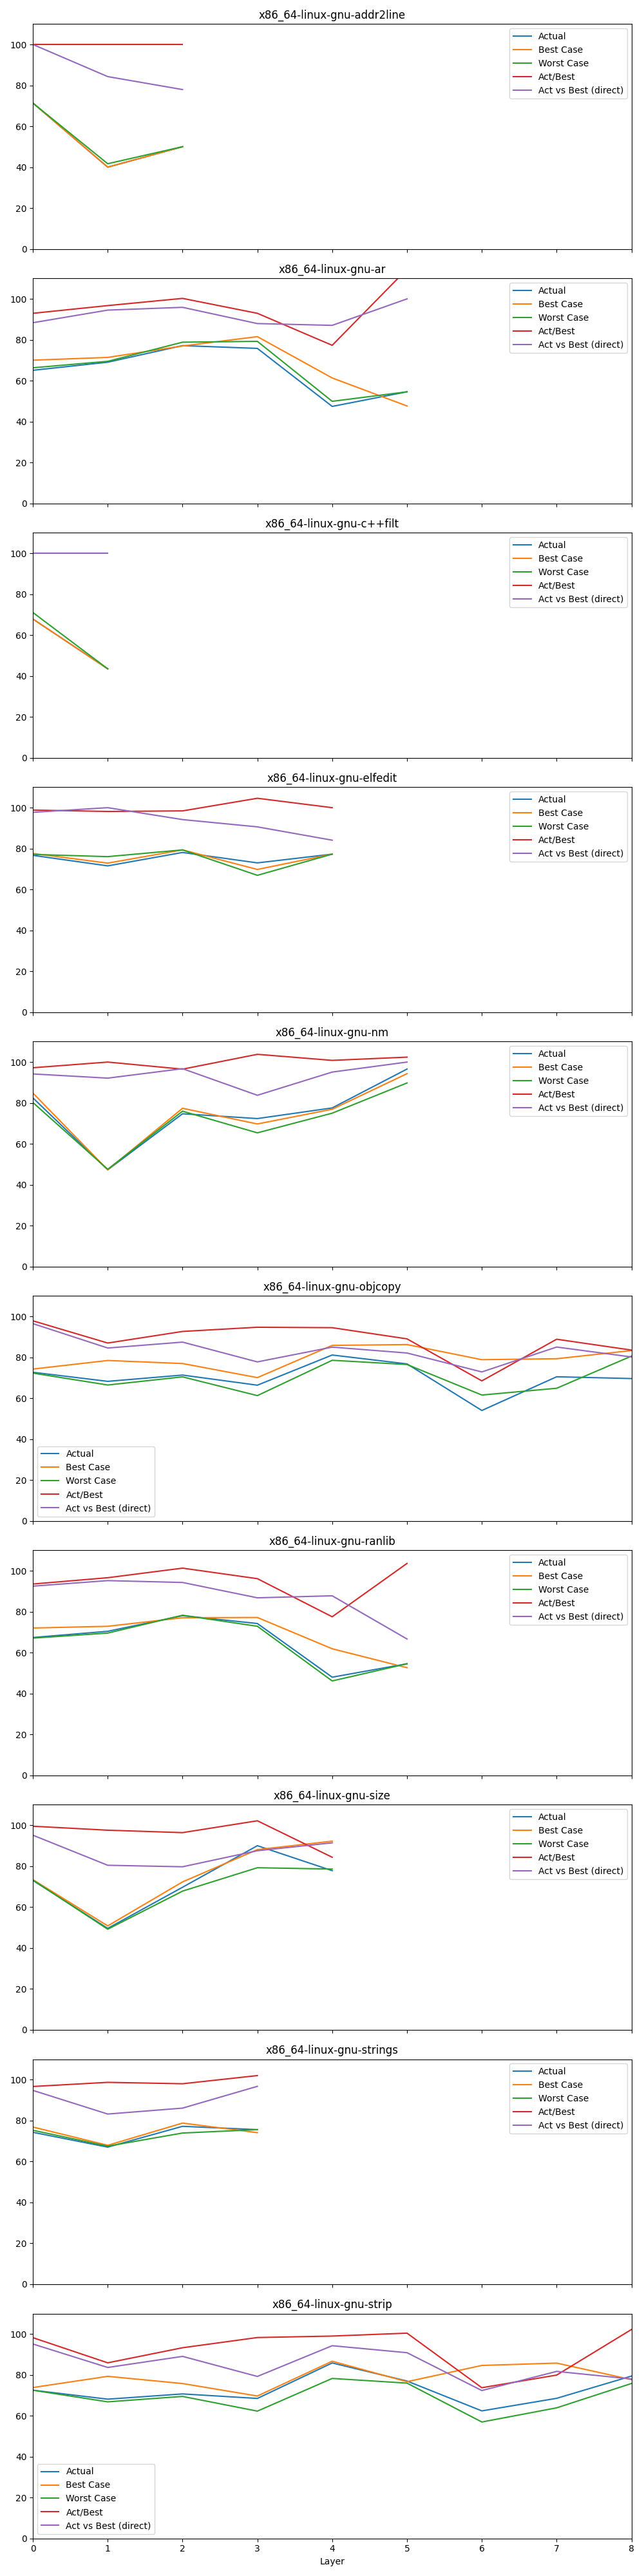 x86_64-linux-gnu-addr2line
100
80
60
40
20
0
Actual
Best Case
Worst Case
Act/Best
Act vs Best (direct)
x86_64-linux-gnu-ar
100
80
60
40
20
0
Actual
Best Case
Worst Case
Act/Best
Act vs Best (direct)
x86_64-linux-gnu-c++filt
100
80
60
40
20
0
Actual
Best Case
Worst Case
Act/Best
Act vs Best (direct)
x86_64-linux-gnu-elfedit
100
80
60
40
20
0
Actual
Best Case
Worst Case
Act/Best
Act vs Best (direct)
x86_64-linux-gnu-nm
100
80
60
40
20
0
Actual
Best Case
Worst Case
Act/Best
Act vs Best (direct)
x86_64-linux-gnu-objcopy
100
80
60
40
20
0
Actual
Best Case
Worst Case
Act/Best
Act vs Best (direct)
x86_64-linux-gnu-ranlib
100
80
60
40
20
0
Actual
Best Case
Worst Case
Act/Best
Act vs Best (direct)
x86_64-linux-gnu-size
100
80
60
40
20
0
Actual
Best Case
Worst Case
Act/Best
Act vs Best (direct)
x86_64-linux-gnu-strings
100
80
60
40
20
0
Actual
Best Case
Worst Case
Act/Best
Act vs Best (direct)
x86_64-linux-gnu-strip
100
80
60
40
20
0
Actual
Best Case
Worst Case
Act/Best
Act vs Best (direct)
0 1 2 3 4 5 6 7 8
Layer